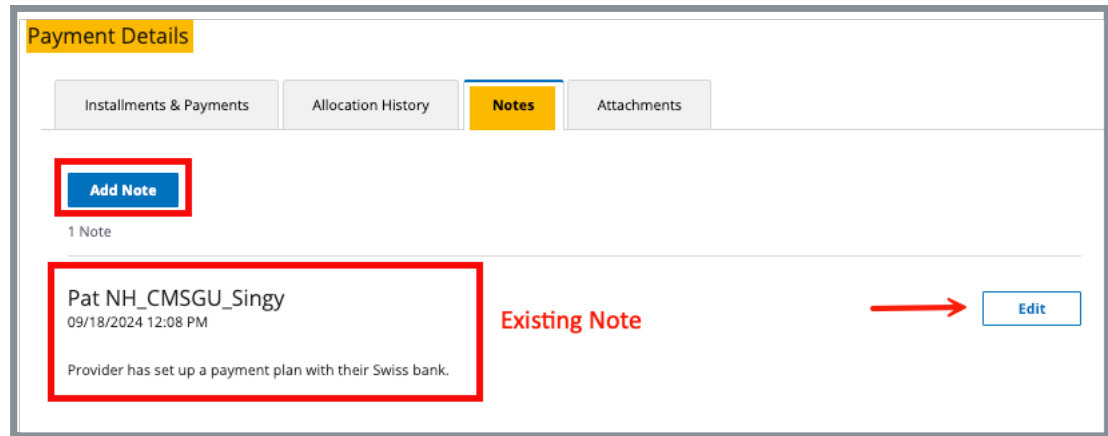 Payment Details
Installments & Payments Allocation History Notes Attachments
Add Note
1 Note
Pat NH_CMSGU_Singy
09/18/2024 12:08 PM
Existing Note
Edit
Provider has set up a payment plan with their Swiss bank.